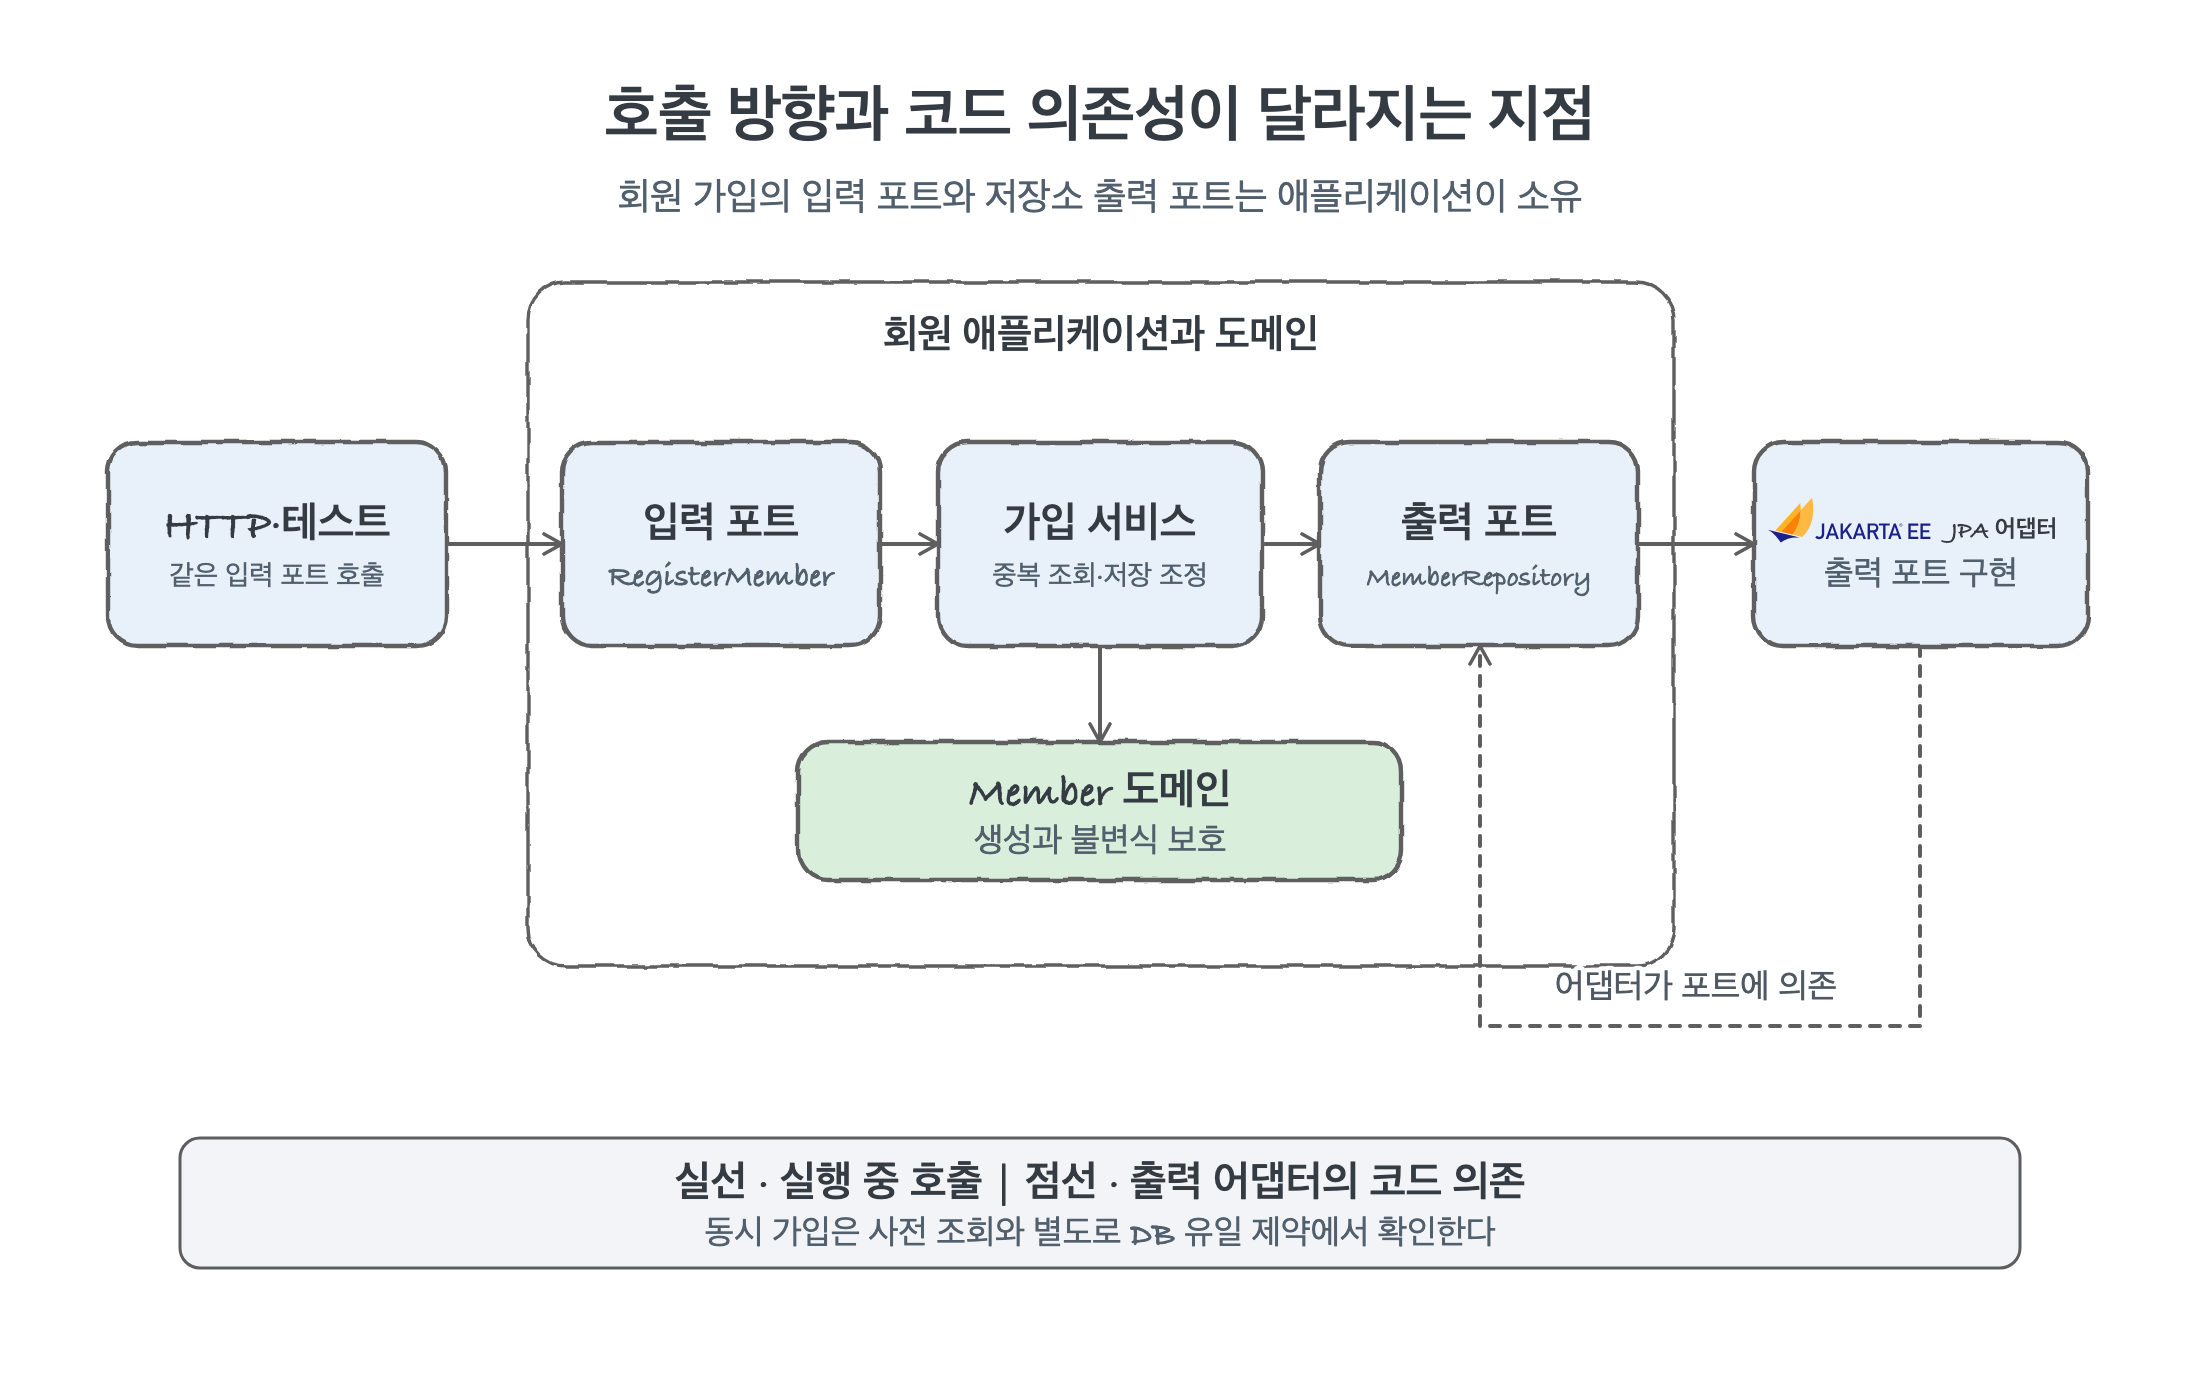 호출 방향과 코드 의존성이 달라지는 지점
회원 가입의 입력 포트와 저장소 출력 포트는 애플리케이션이 소유
회원 애플리케이션과 도메인
HTTP·테스트
같은 입력 포트 호출
입력 포트
RegisterMember
가입 서비스
중복 조회·저장 조정
출력 포트
MemberRepository
JAKARTA® EE JPA 어댑터
출력 포트 구현
Member 도메인
생성과 불변식 보호
어댑터가 포트에 의존
실선 · 실행 중 호출 | 점선 · 출력 어댑터의 코드 의존
동시 가입은 사전 조회와 별도로 DB 유일 제약에서 확인한다